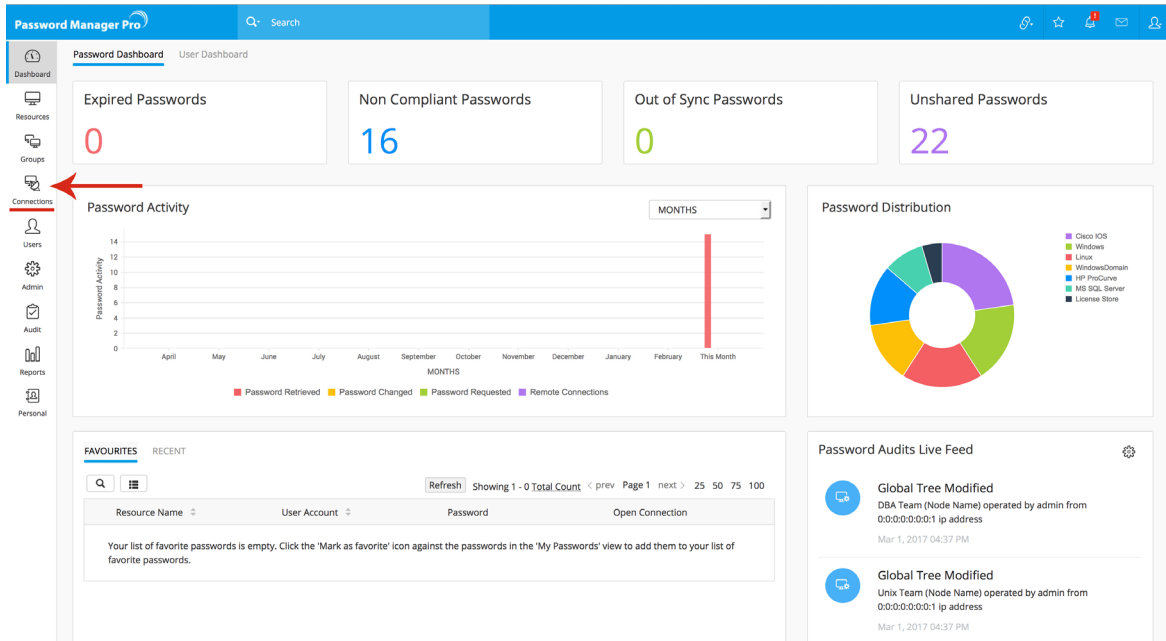 Password Manager Pro
Search
!
Dashboard
Resources
Groups
Connections
Users
Admin
Audit
Reports
Personal
Password Dashboard User Dashboard
Expired Passwords
0
Non Compliant Passwords
16
Out of Sync Passwords
0
Unshared Passwords
22
Password Activity
MONTHS
Password Activity
14
12
10
8
6
4
2
0
April May June July August September October November December January February This Month
MONTHS
Password Retrieved Password Changed Password Requested Remote Connections
Password Distribution
Cisco IOS
Windows
Linux
WindowsDomain
HP ProCurve
MS SQL Server
License Store
FAVOURITES RECENT
Refresh Showing 1 - 0 Total Count < prev Page 1 next > 25 50 75 100
Resource Name User Account Password Open Connection
Your list of favorite passwords is empty. Click the 'Mark as favorite' icon against the passwords in the 'My Passwords' view to add them to your list of
favorite passwords.
Password Audits Live Feed
Global Tree Modified
DBA Team (Node Name) operated by admin from
0:0:0:0:0:0:0:1 ip address
Mar 1, 2017 04:37 PM
Global Tree Modified
Unix Team (Node Name) operated by admin from
0:0:0:0:0:0:0:1 ip address
Mar 1, 2017 04:37 PM